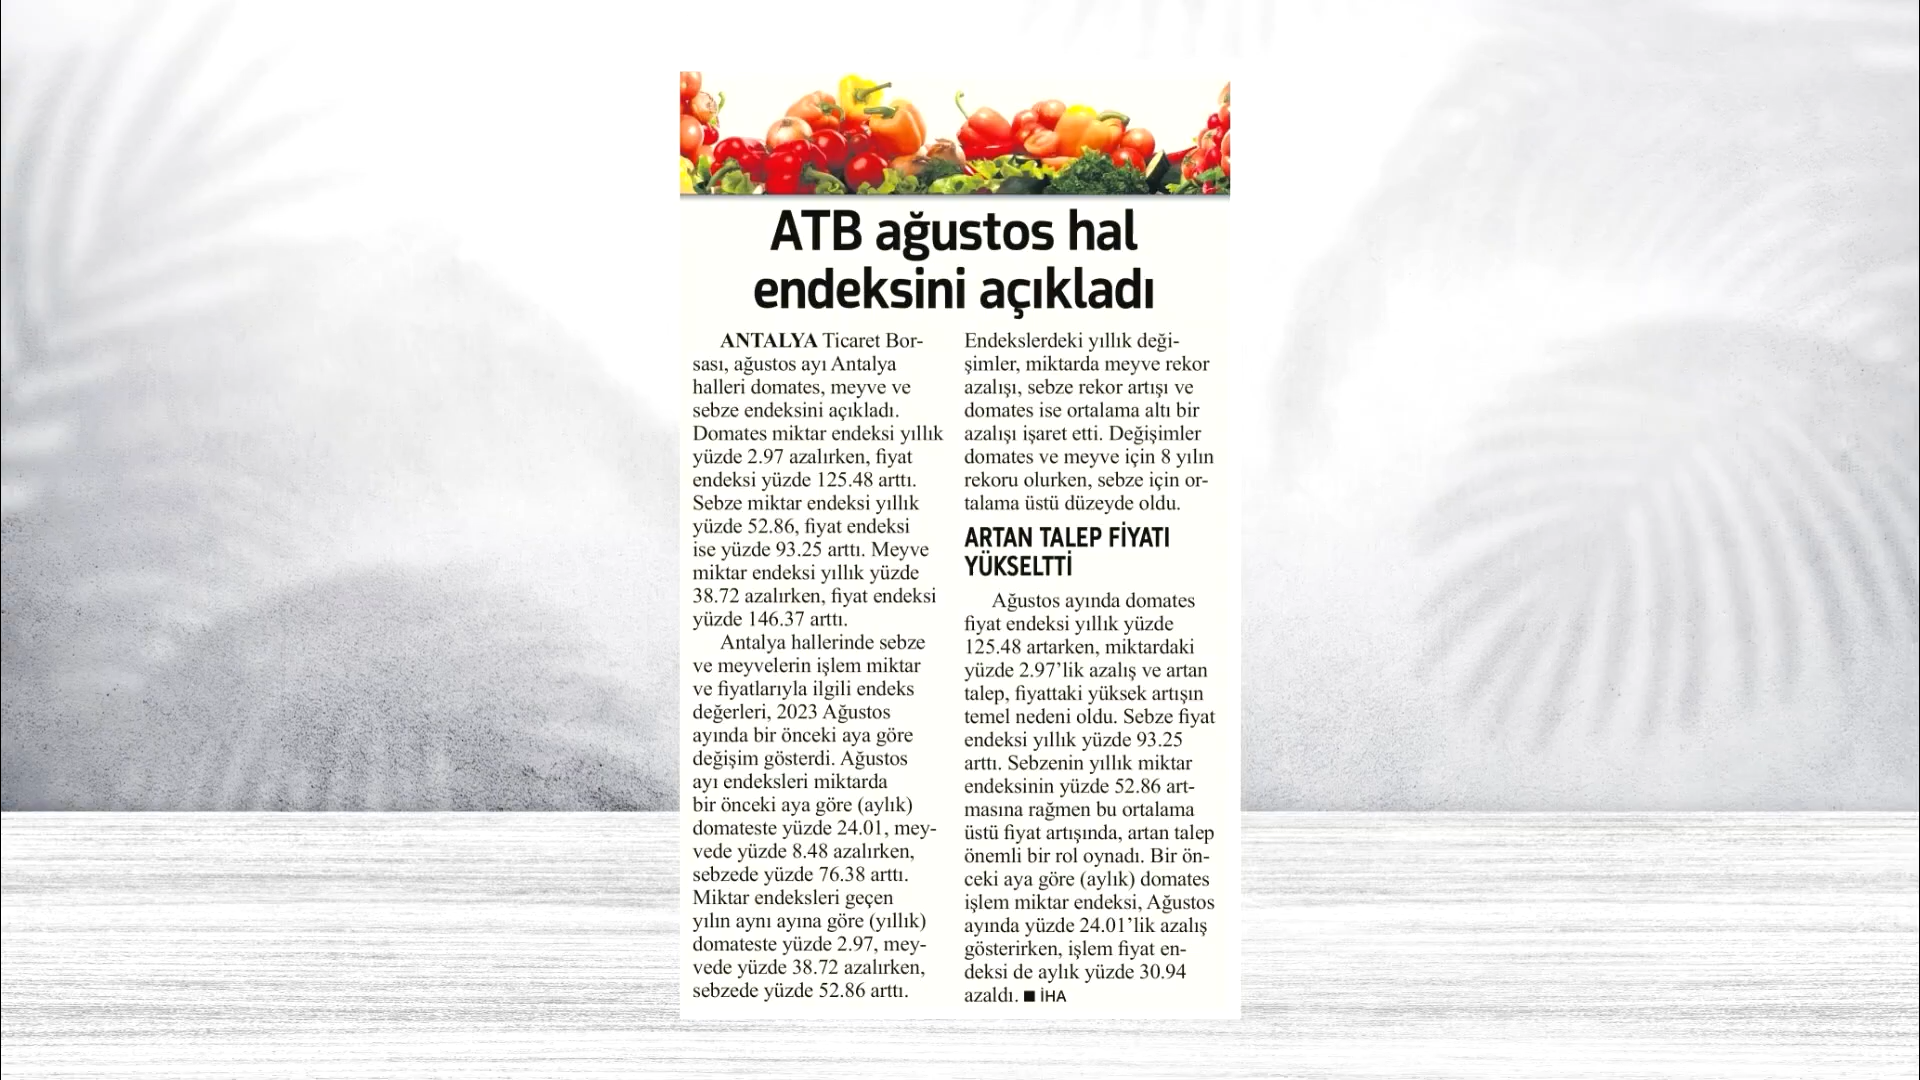 ATB ağustos hal
endeksini açıkladı
ANTALYA Ticaret Bor-
sası, ağustos ayı Antalya
halleri domates, meyve ve
sebze endeksini açıkladı.
Domates miktar endeksi yıllık
yüzde 2.97 azalırken, fiyat
endeksi yüzde 125.48 arttı.
Sebze miktar endeksi yıllık
yüzde 52.86, fiyat endeksi
ise yüzde 93.25 arttı. Meyve
miktar endeksi yıllık yüzde
38.72 azalırken, fiyat endeksi
yüzde 146.37 arttı.
Antalya hallerinde sebze
ve meyvelerin işlem miktar
ve fiyatlarıyla ilgili endeks
değerleri, 2023 Ağustos
ayında bir önceki aya göre
değişim gösterdi. Ağustos
ayı endeksleri miktarda
bir önceki aya göre (aylık)
domateste yüzde 24.01, mey-
vede yüzde 8.48 azalırken,
sebzede yüzde 76.38 arttı.
Miktar endeksleri geçen
yılın aynı ayına göre (yıllık)
domateste yüzde 2.97, mey-
vede yüzde 38.72 azalırken,
sebzede yüzde 52.86 arttı.
Endekslerdeki yıllık deği-
şimler, miktarda meyve rekor
azalışı, sebze rekor artışı ve
domates ise ortalama altı bir
azalışı işaret etti. Değişimler
domates ve meyve için 8 yılın
rekoru olurken, sebze için or-
talama üstü düzeyde oldu.
ARTAN TALEP FİYATI
YÜKSELTTİ
Ağustos ayında domates
fiyat endeksi yıllık yüzde
125.48 artarken, miktardaki
yüzde 2.97’lik azalış ve artan
talep, fiyattaki yüksek artışın
temel nedeni oldu. Sebze fiyat
endeksi yıllık yüzde 93.25
arttı. Sebzenin yıllık miktar
endeksinin yüzde 52.86 art-
masına rağmen bu ortalama
üstü fiyat artışında, artan talep
önemli bir rol oynadı. Bir ön-
ceki aya göre (aylık) domates
işlem miktar endeksi, Ağustos
ayında yüzde 24.01’lik azalış
gösterirken, işlem fiyat en-
deksi de aylık yüzde 30.94
azaldı. ■ İHA